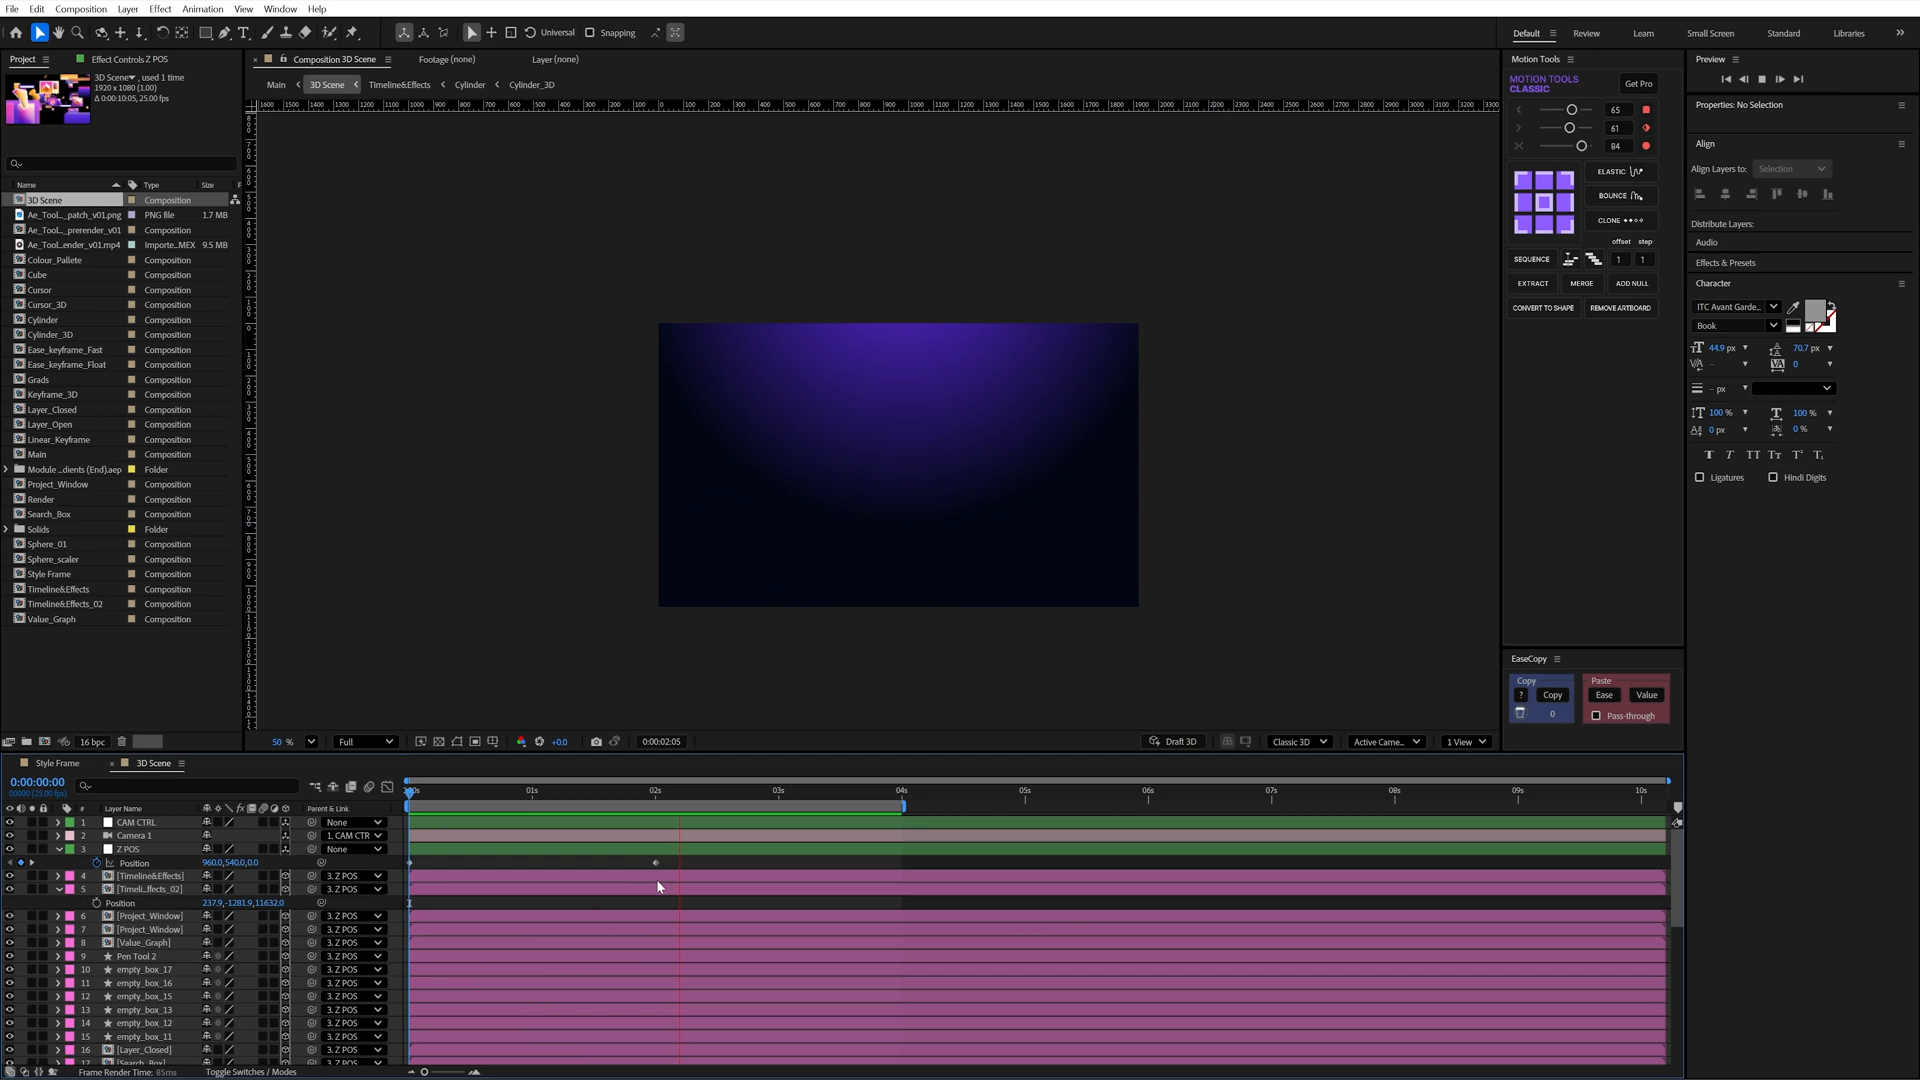 File Edit Composition Layer Effect Animation View Window Help
Universal Snapping Default Review Learn Small Screen Standard Libraries
Project Effect Controls Z POS
3D Scene , used 1 time
1920 x 1080 (1.00)
Δ 0:00:10:05, 25.00 fps
Name Type Size
3D Scene Composition
Ae_Tool..._patch_v01.png PNG file 1.7 MB
Ae_Tool..._prerender_v01 Composition
Ae_Tool...ender_v01.mp4 Importe...MEX 9.5 MB
Colour_Pallete Composition
Cube Composition
Cursor Composition
Cursor_3D Composition
Cylinder Composition
Cylinder_3D Composition
Ease_keyframe_Fast Composition
Ease_keyframe_Float Composition
Grads Composition
Keyframe_3D Composition
Layer_Closed Composition
Layer_Open Composition
Linear_Keyframe Composition
Main Composition
Module ...dients (End).aep Folder
Project_Window Composition
Render Composition
Search_Box Composition
Solids Folder
Sphere_01 Composition
Sphere_scaler Composition
Style Frame Composition
Timeline&Effects Composition
Timeline&Effects_02 Composition
Value_Graph Composition
16 bpc
Composition 3D Scene Footage (none) Layer (none)
Main 3D Scene Timeline&Effects Cylinder Cylinder_3D
50 % Full +0.0 0:00:02:05 Draft 3D Classic 3D Active Came... 1 View
Motion Tools
MOTION TOOLS
CLASSIC
Get Pro
65
61
84
ELASTIC
BOUNCE
CLONE
offset step
SEQUENCE 1 1
EXTRACT MERGE ADD NULL
CONVERT TO SHAPE REMOVE ARTBOARD
EaseCopy
Copy Paste
? Copy Ease Value
0 Pass-through
Preview
Properties: No Selection
Align
Align Layers to: Selection
Distribute Layers:
Audio
Effects & Presets
Character
ITC Avant Garde...
Book
44.9 px 70.7 px
0
- px
100 % 100 %
0 px 0 %
Ligatures Hindi Digits
Style Frame 3D Scene
0:00:00:00
00000 (25.00 fps)
01s 02s 03s 04s 05s 06s 07s 08s 09s 10s
# Layer Name Parent & Link
1 CAM CTRL None
2 Camera 1 1. CAM CTR
3 Z POS None
Position 960.0,540.0,0.0
4 [Timeline&Effects] 3. Z POS
5 [Timeli...ffects_02] 3. Z POS
Position 237.9,-1281.9,11632.0
6 [Project_Window] 3. Z POS
7 [Project_Window] 3. Z POS
8 [Value_Graph] 3. Z POS
9 Pen Tool 2 3. Z POS
10 empty_box_17 3. Z POS
11 empty_box_16 3. Z POS
12 empty_box_15 3. Z POS
13 empty_box_13 3. Z POS
14 empty_box_12 3. Z POS
15 empty_box_11 3. Z POS
16 [Layer_Closed] 3. Z POS
17 [Search_Box] 3. Z POS
Frame Render Time: 85ms Toggle Switches / Modes